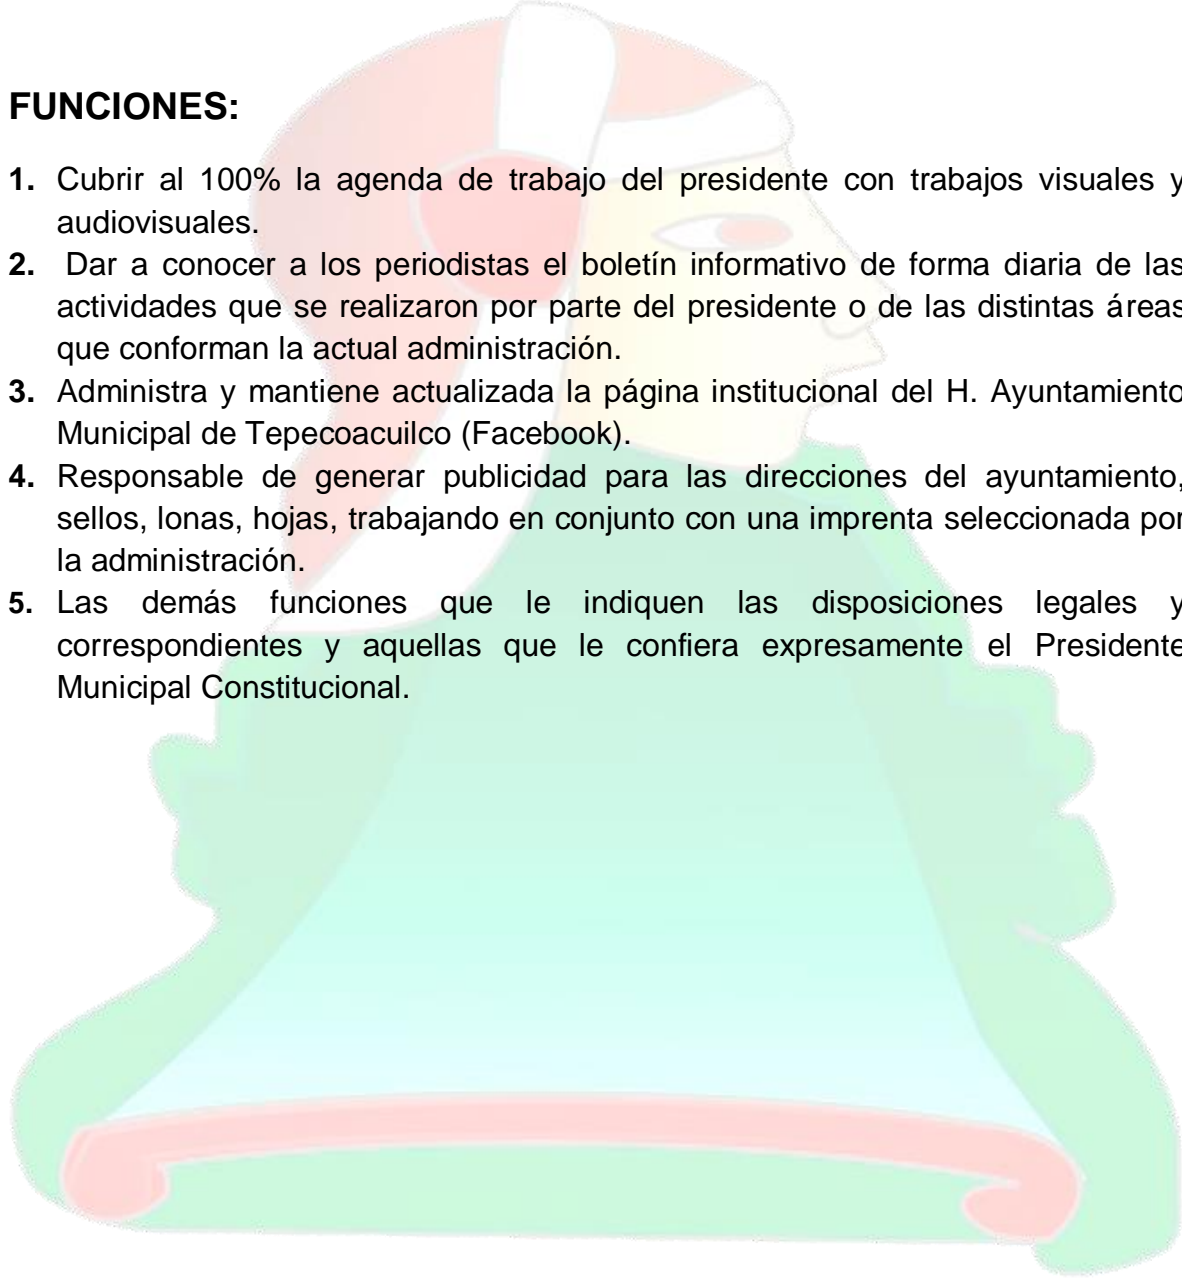 FUNCIONES:
1. Cubrir al 100% la agenda de trabajo del presidente con trabajos visuales y
audiovisuales.
2. Dar a conocer a los periodistas el boletín informativo de forma diaria de las
actividades que se realizaron por parte del presidente o de las distintas áreas
que conforman la actual administración.
3. Administra y mantiene actualizada la página institucional del H. Ayuntamiento
Municipal de Tepecoacuilco (Facebook).
4. Responsable de generar publicidad para las direcciones del ayuntamiento,
sellos, lonas, hojas, trabajando en conjunto con una imprenta seleccionada por
la administración.
5. Las demás funciones que le indiquen las disposiciones legales y
correspondientes y aquellas que le confiera expresamente el Presidente
Municipal Constitucional.